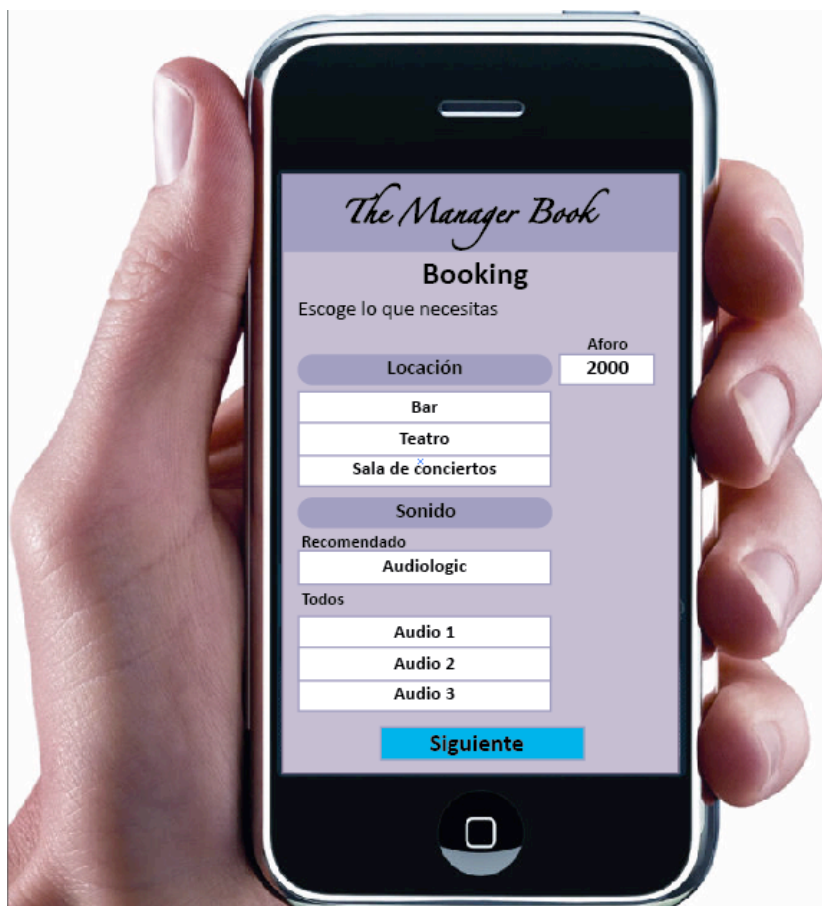 The Manager Book
Booking
Escoge lo que necesitas
Aforo
Locación
2000
Bar
Teatro
Sala de conciertos
Sonido
Recomendado
Audiologic
Todos
Audio 1
Audio 2
Audio 3
Siguiente